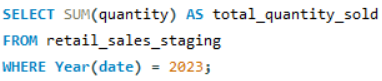 SELECT SUM(quantity) AS total_quantity_sold
FROM retail_sales_staging
WHERE Year(date) = 2023;